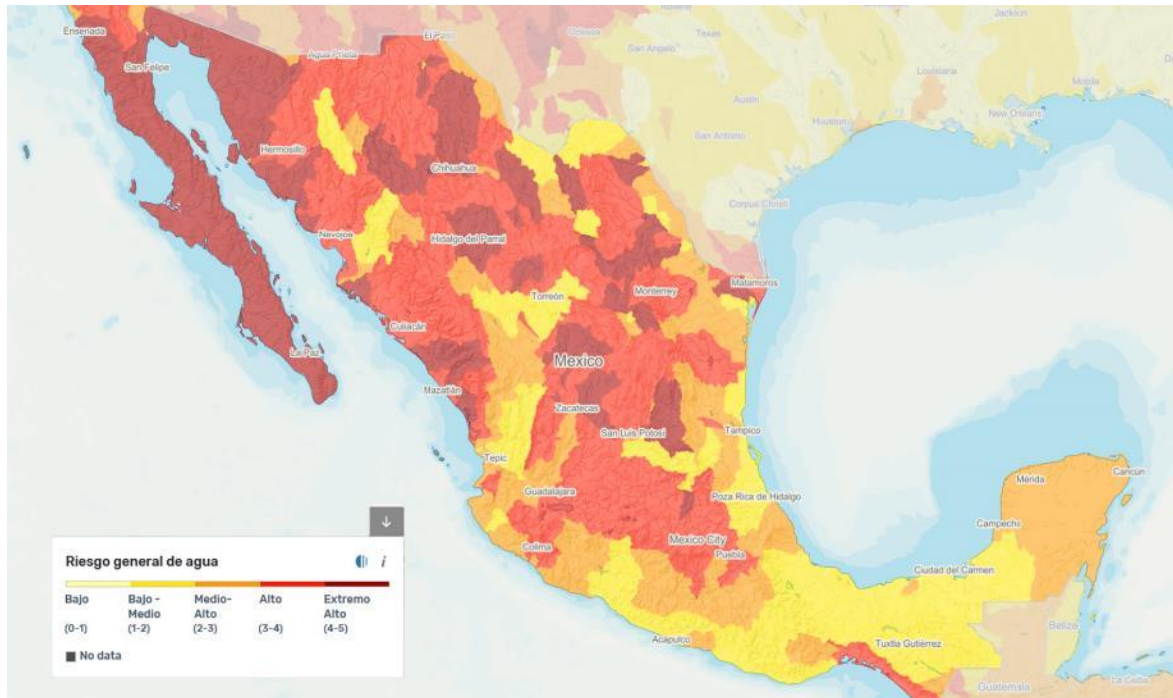 Ensenada
San Felipe
Agua Prieta
El Paso
Odessa
Abilene
San Angelo
Texas
Jackson
Louisiana
Mobile
Austin
Houston
New Orleans
San Antonio
Hermosillo
Chihuahua
Corpus Christi
Navojoa
Hidalgo del Parral
Torreón
Monterrey
Matamoros
Culiacán
La Paz
Mexico
Mazatlán
Zacatecas
San Luis Potosí
Tampico
Tepic
Guadalajara
Poza Rica de Hidalgo
Mérida
Cancún
Colima
Mexico City
Puebla
Campeche
Ciudad del Carmen
Acapulco
Tuxtla Gutiérrez
Belize
Guatemala
La Ceiba
Riesgo general de agua i
Bajo Bajo - Medio- Alto Extremo
Medio Alto Alto
(0-1) (1-2) (2-3) (3-4) (4-5)
No data